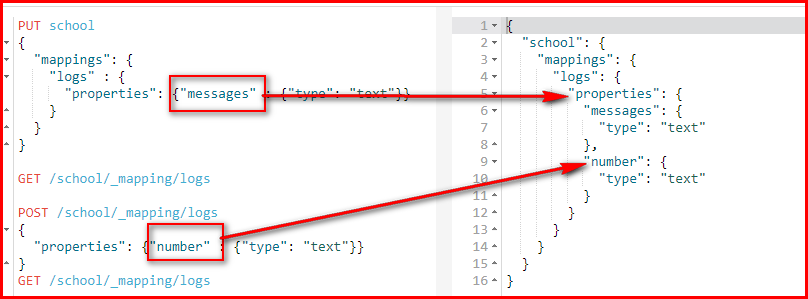 PUT school
{
"mappings": {
"logs" : {
"properties": {"messages" : {"type": "text"}}
}
}
}
GET /school/_mapping/logs
POST /school/_mapping/logs
{
"properties": {"number" : {"type": "text"}}
}
GET /school/_mapping/logs
1 {
2 "school": {
3 "mappings": {
4 "logs": {
5 "properties": {
6 "messages": {
7 "type": "text"
8 },
9 "number": {
10 "type": "text"
11 }
12 }
13 }
14 }
15 }
16 }